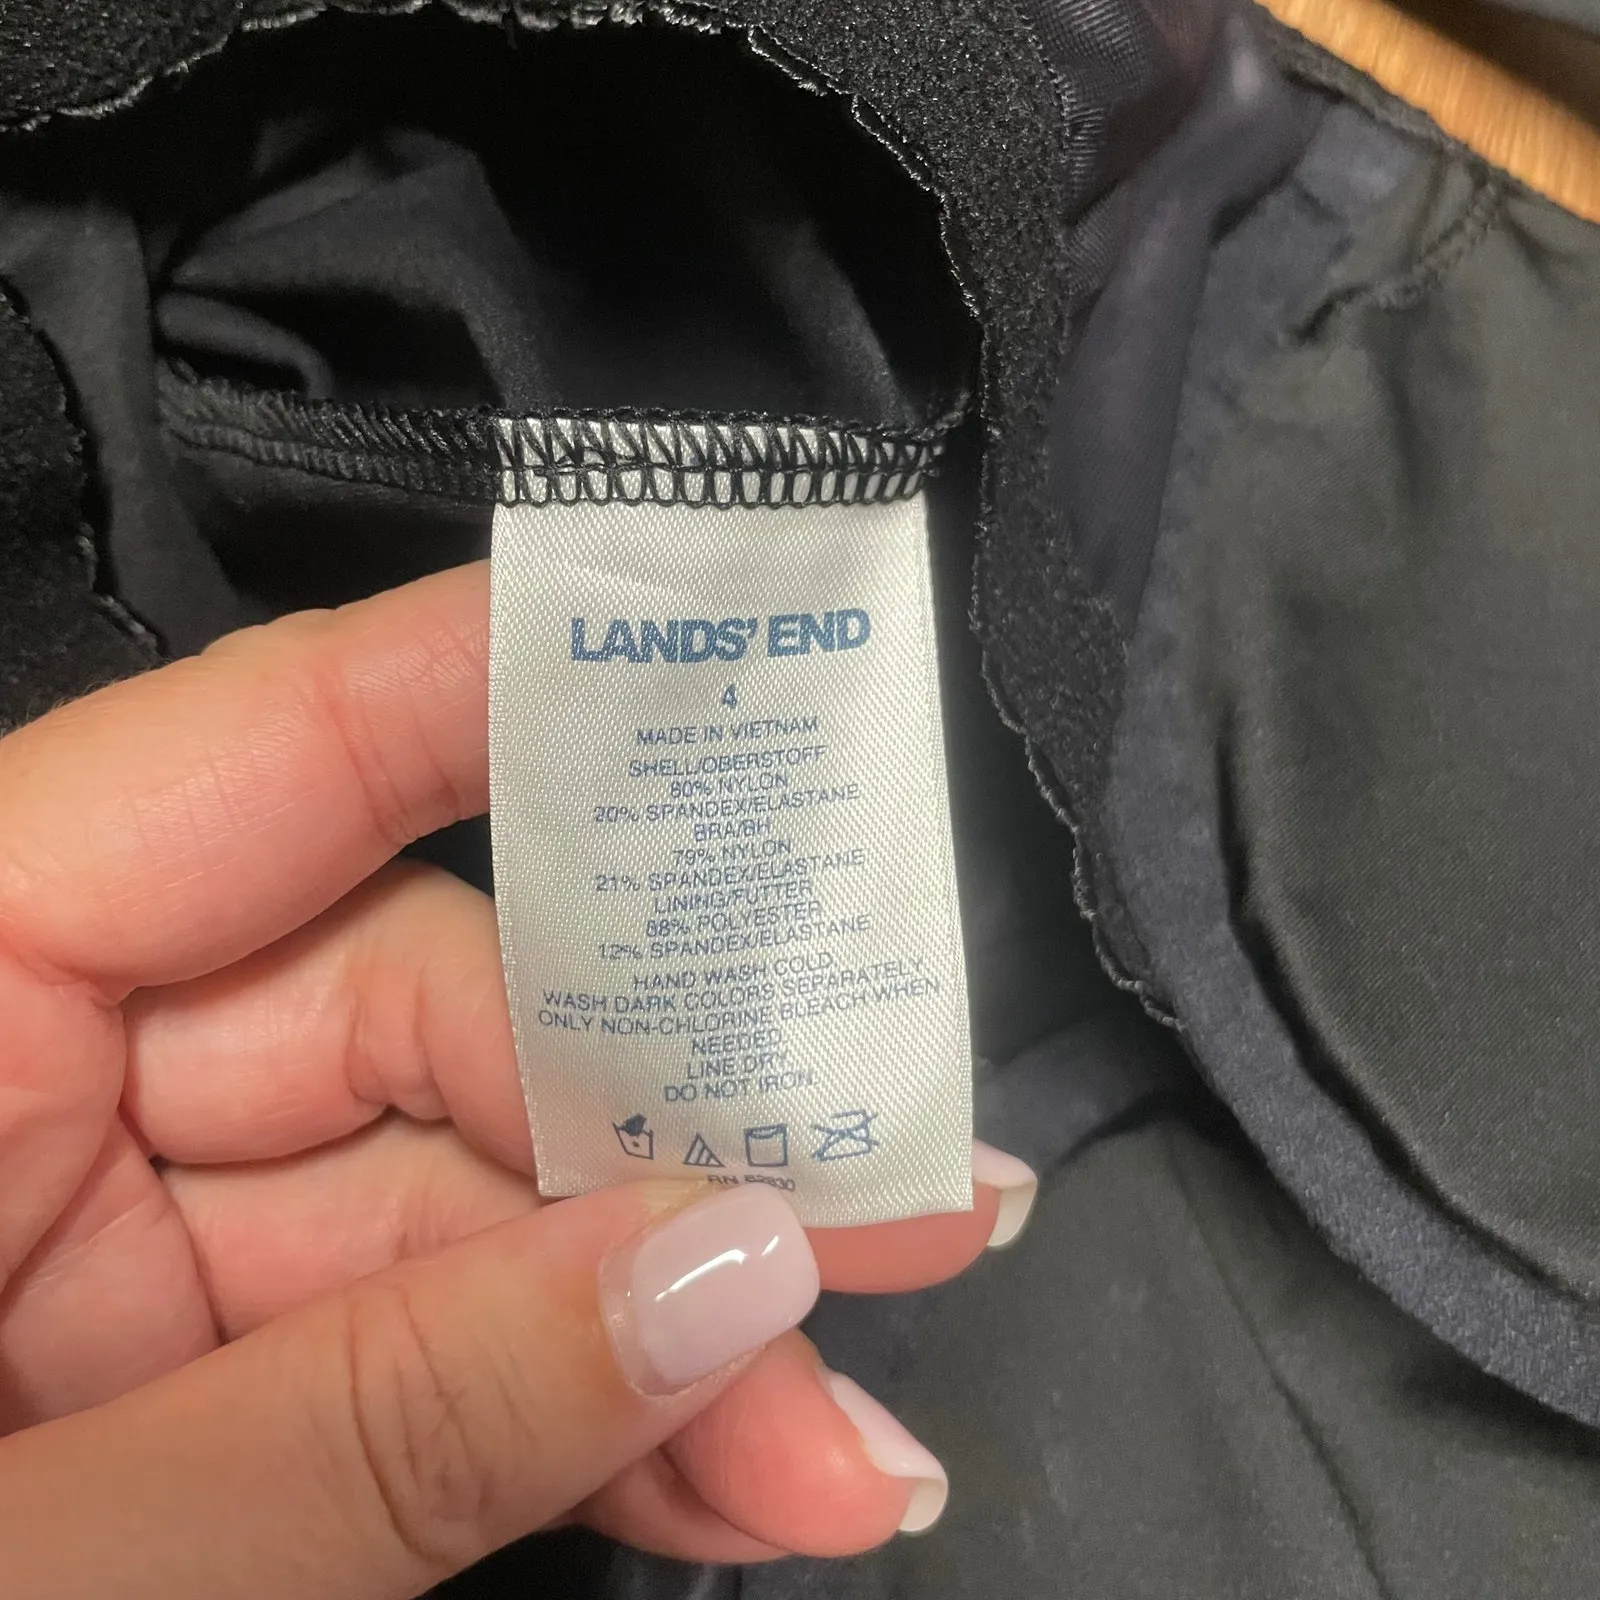 LANDS' END
4
MADE IN VIETNAM
SHELL/OBERSTOFF
80% NYLON
20% SPANDEX/ELASTANE
BRA/BH
79% NYLON
21% SPANDEX/ELASTANE
LINING/FUTTER
88% POLYESTER
12% SPANDEX/ELASTANE
HAND WASH COLD
WASH DARK COLORS SEPARATELY
ONLY NON-CHLORINE BLEACH WHEN
NEEDED
LINE DRY
DO NOT IRON.
RN 62830